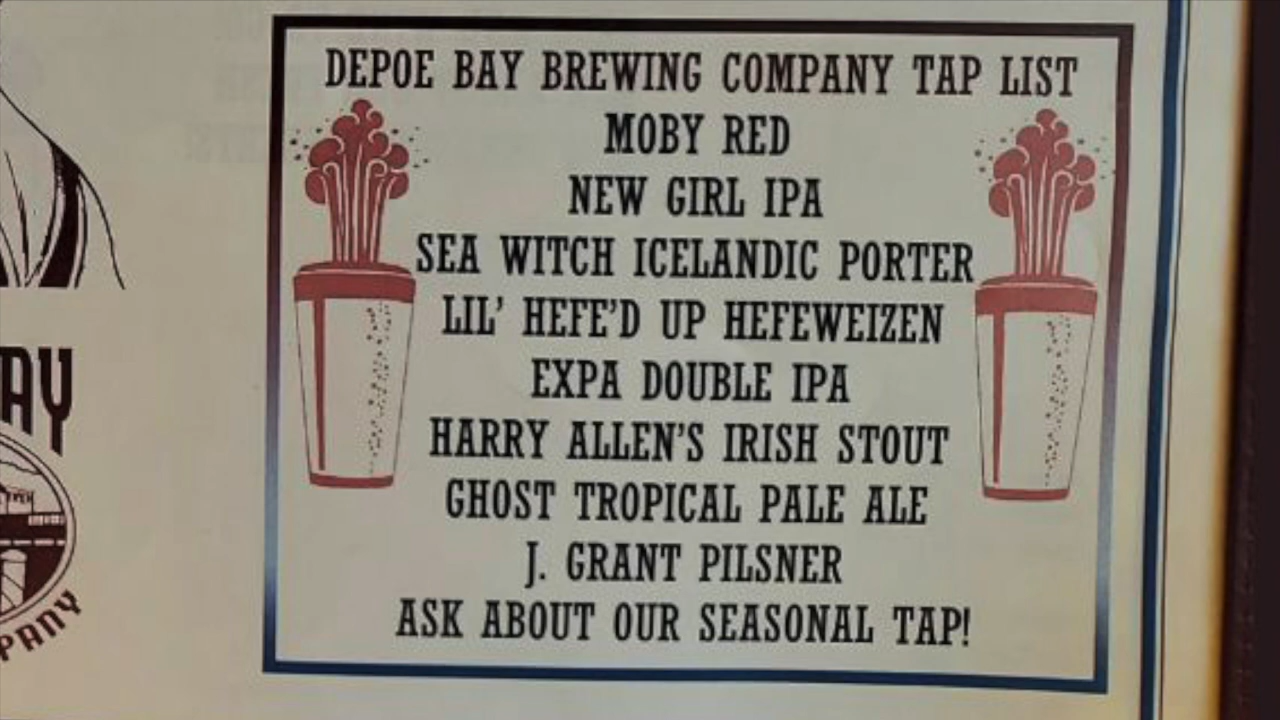 DEPOE BAY BREWING COMPANY TAP LIST
MOBY RED
NEW GIRL IPA
SEA WITCH ICELANDIC PORTER
LIL' HEFE'D UP HEFEWEIZEN
EXPA DOUBLE IPA
HARRY ALLEN'S IRISH STOUT
GHOST TROPICAL PALE ALE
J. GRANT PILSNER
ASK ABOUT OUR SEASONAL TAP!
AY
PANY